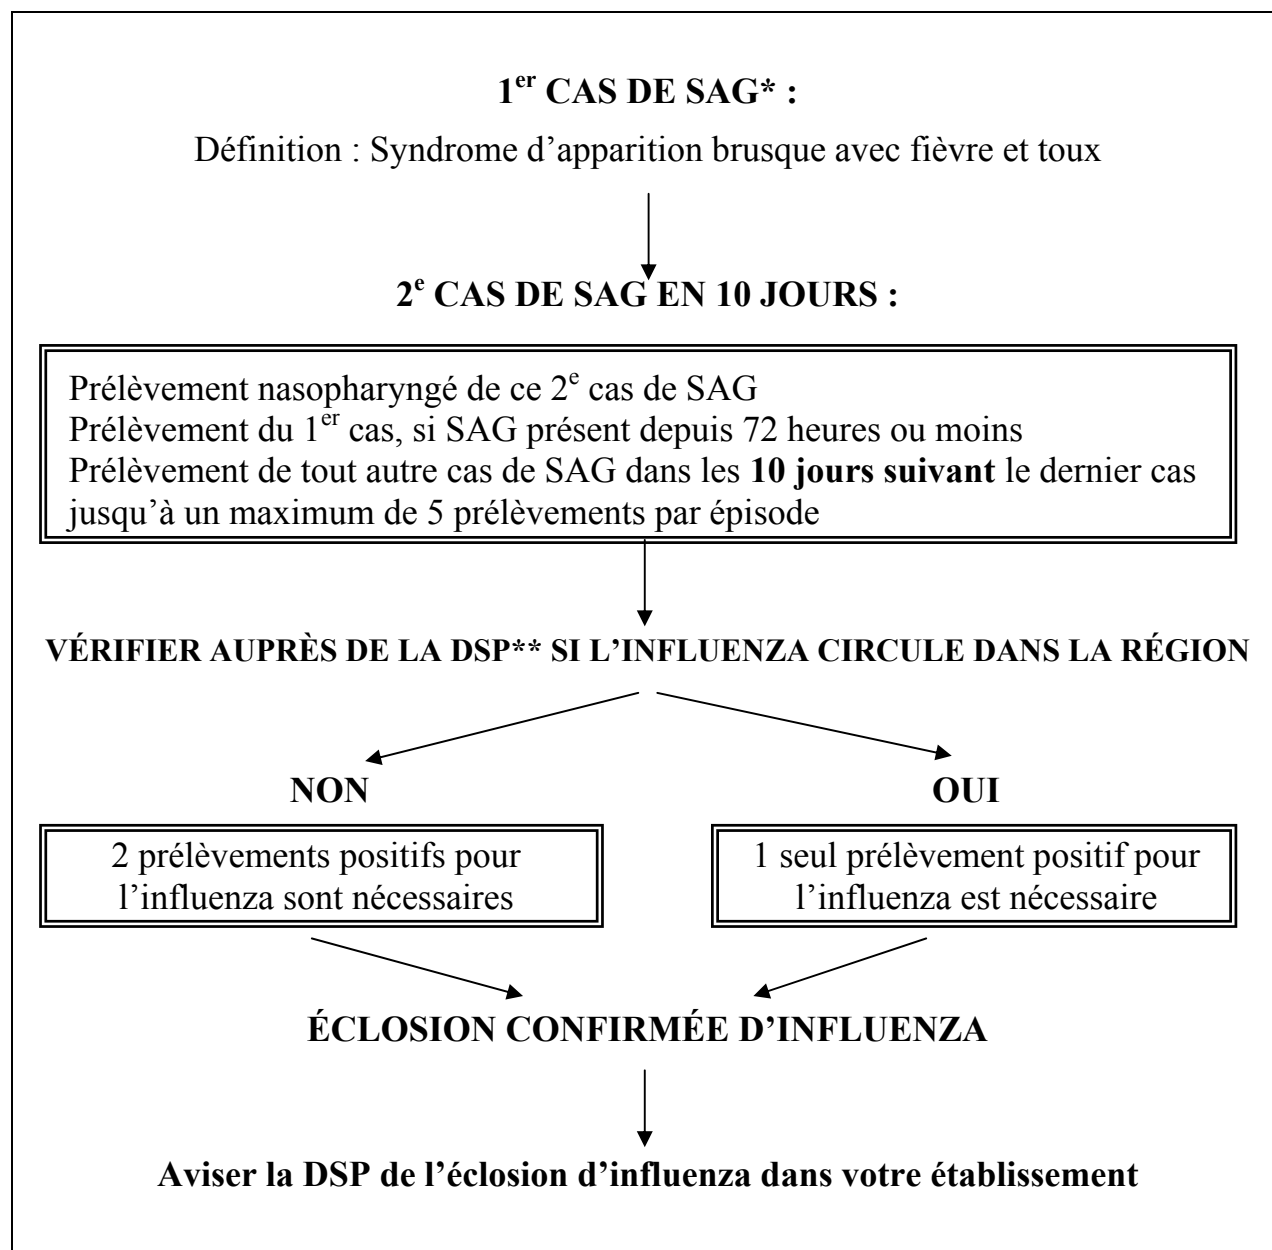 1er CAS DE SAG* :
Définition : Syndrome d’apparition brusque avec fièvre et toux
2e CAS DE SAG EN 10 JOURS :
Prélèvement nasopharyngé de ce 2e cas de SAG
Prélèvement du 1er cas, si SAG présent depuis 72 heures ou moins
Prélèvement de tout autre cas de SAG dans les 10 jours suivant le dernier cas
jusqu’à un maximum de 5 prélèvements par épisode
VÉRIFIER AUPRÈS DE LA DSP** SI L’INFLUENZA CIRCULE DANS LA RÉGION
NON
OUI
2 prélèvements positifs pour
l’influenza sont nécessaires
1 seul prélèvement positif pour
l’influenza est nécessaire
ÉCLOSION CONFIRMÉE D’INFLUENZA
Aviser la DSP de l’éclosion d’influenza dans votre établissement